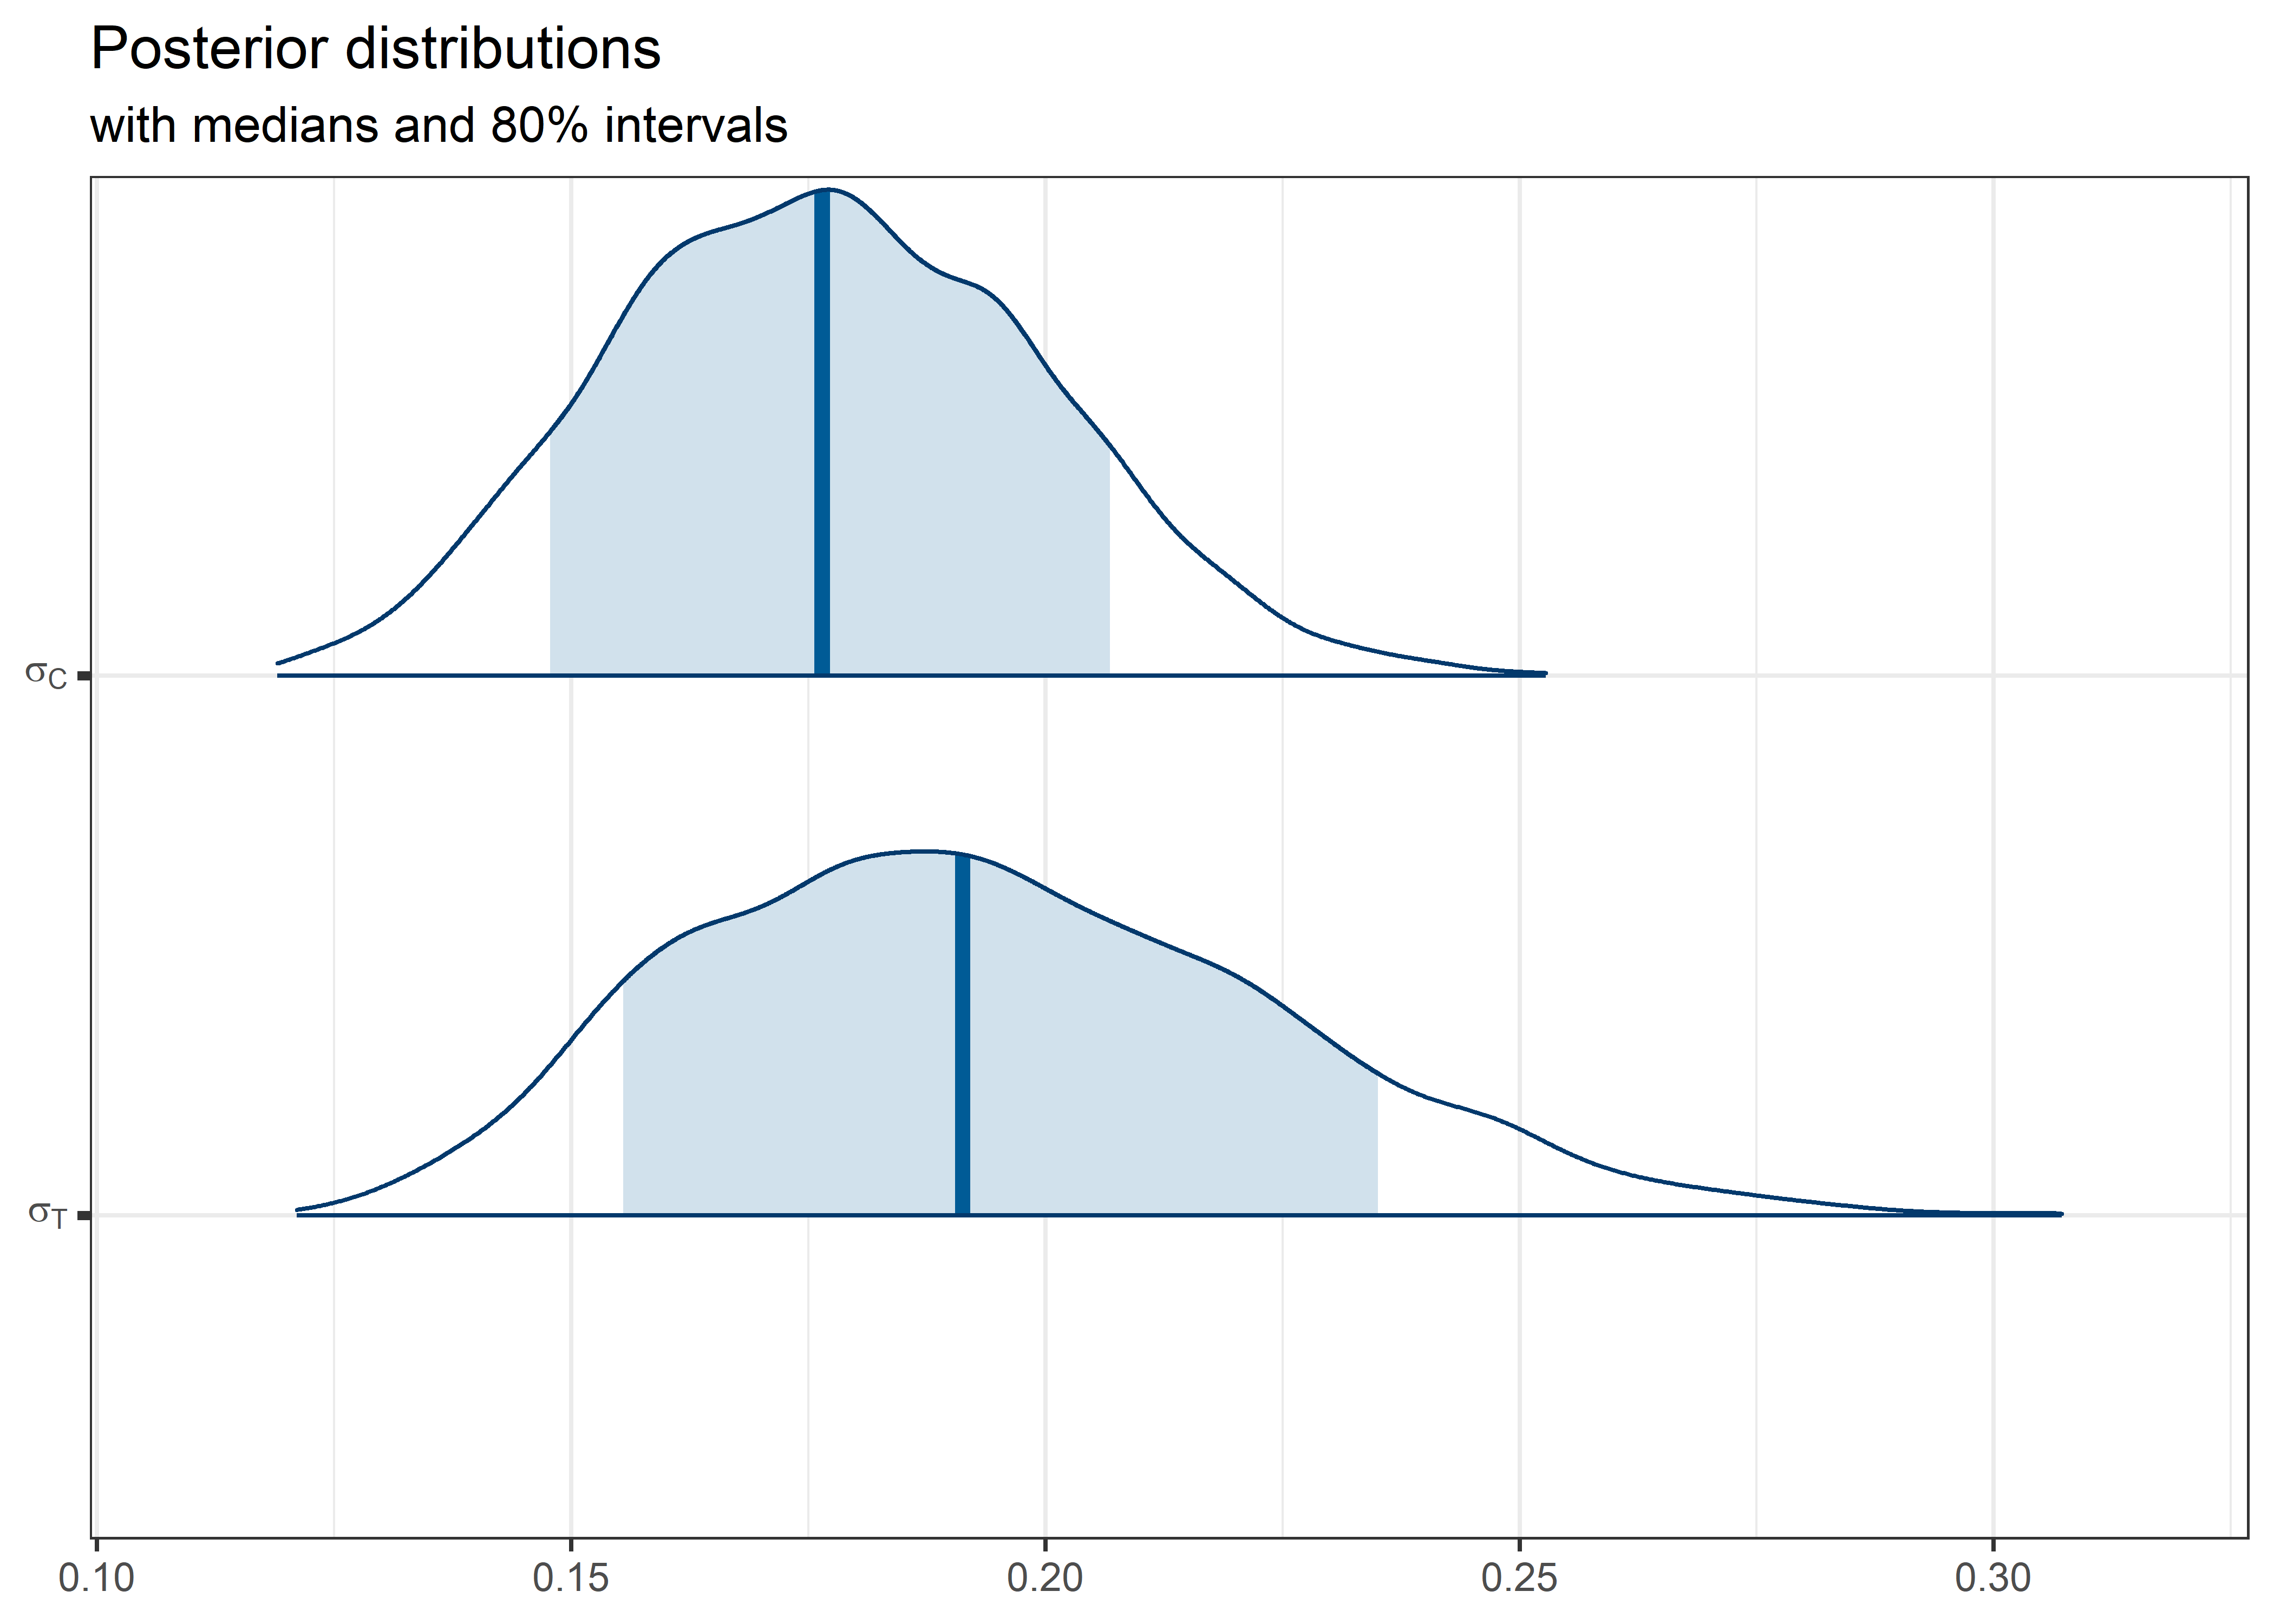 Posterior distributions
with medians and 80% intervals
σC
σT
0.10 0.15 0.20 0.25 0.30